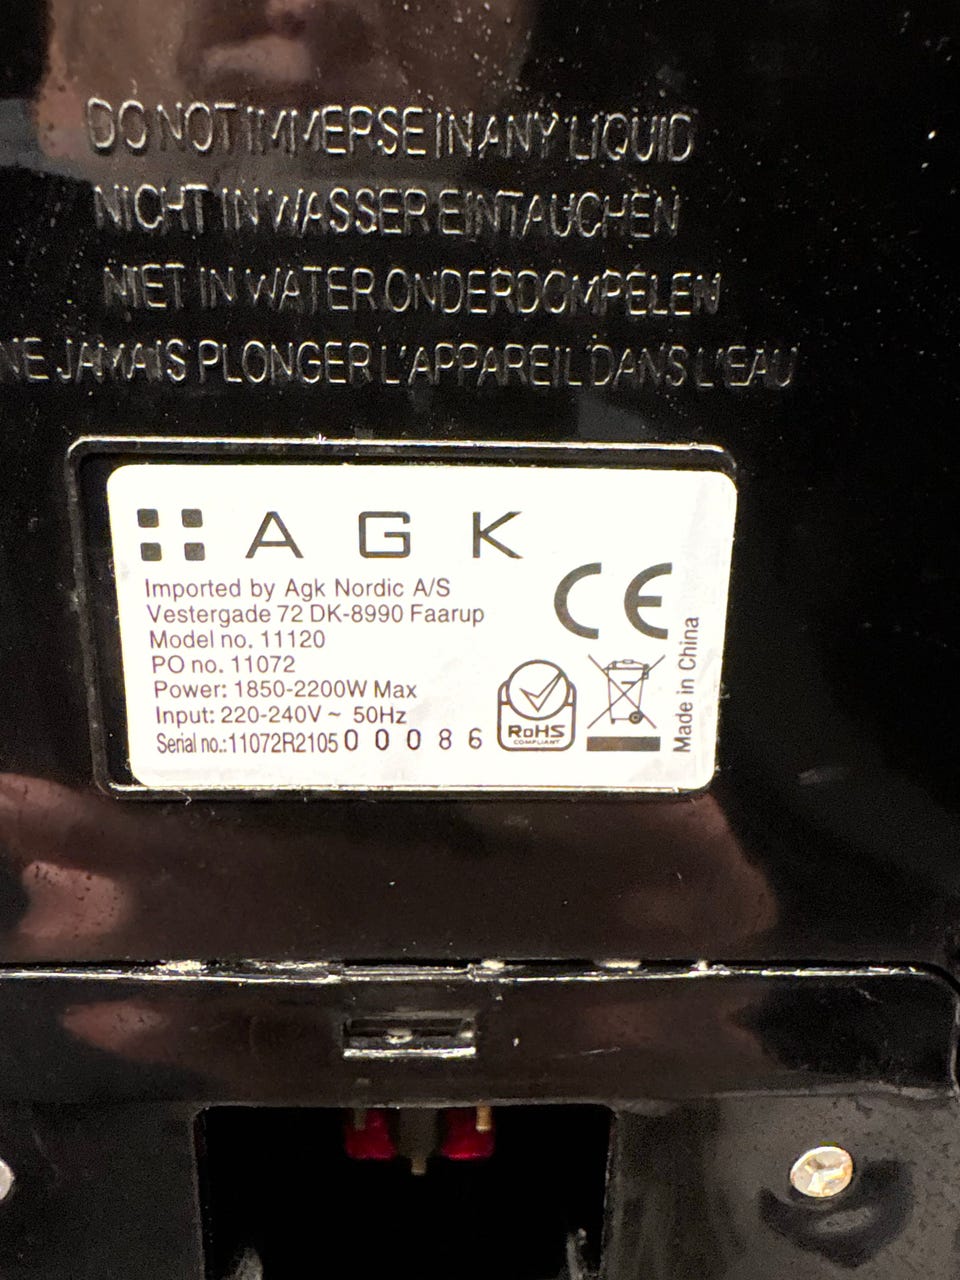 DO NOT IMMERSE IN ANY LIQUID
NICHT IN WASSER EINTAUCHEN
NIET IN WATER ONDERDOMPELEN
NE JAMAIS PLONGER L'APPAREIL DANS L'EAU
AGK
Imported by Agk Nordic A/S
Vestergade 72 DK-8990 Faarup
Model no. 11120
PO no. 11072
Power: 1850-2200W Max
Input: 220-240V ~ 50Hz
Serial no.:11072R2105 0 0 0 8 6
CE
RoHS
COMPLIANT
Made in China